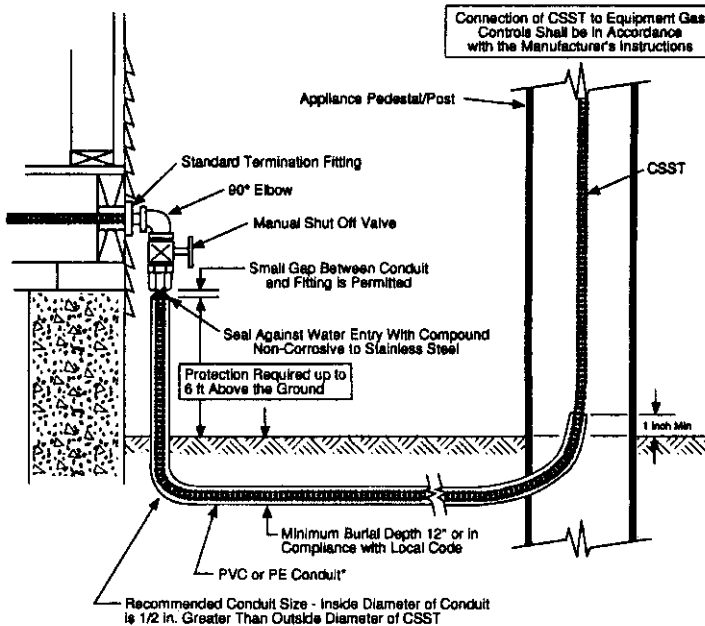 Connection of CSST to Equipment Gas
Controls Shall be In Accordance
with the Manufacturer's Instructions
Appliance Pedestal/Post
Standard Termination Fitting
CSST
90° Elbow
Manual Shut Off Valve
Small Gap Between Conduit
and Fitting is Permitted
Seal Against Water Entry With Compound
Non-Corrosive to Stainless Steel
Protection Required up to
6 ft Above the Ground
1 Inch Min
Minimum Burial Depth 12" or in
Compliance with Local Code
PVC or PE Conduit*
Recommended Conduit Size - Inside Diameter of Conduit
is 1/2 in. Greater Than Outside Diameter of CSST